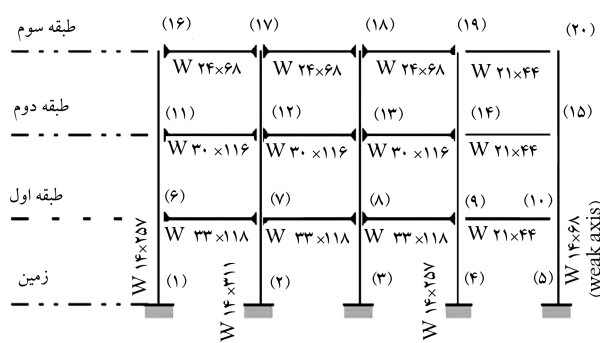 طبقه سوم (۱۶) (۱۷) (۱۸) (۱۹) (۲۰)
W ۲۴×۶۸ W ۲۴×۶۸ W ۲۴×۶۸ W ۲۱×۴۴
طبقه دوم (۱۱) (۱۲) (۱۳) (۱۴) (۱۵)
W ۳۰×۱۱۶ W ۳۰×۱۱۶ W ۳۰×۱۱۶ W ۲۱×۴۴
طبقه اول (۶) (۷) (۸) (۹) (۱۰)
W ۳۳×۱۱۸ W ۳۳×۱۱۸ W ۳۳×۱۱۸ W ۲۱×۴۴
زمین (۱) (۲) (۳) (۴) (۵)
W ۱۴×۲۵۷
W ۱۴×۳۱۱
W ۱۴×۲۵۷
W ۱۴×۶۸
(weak axis)